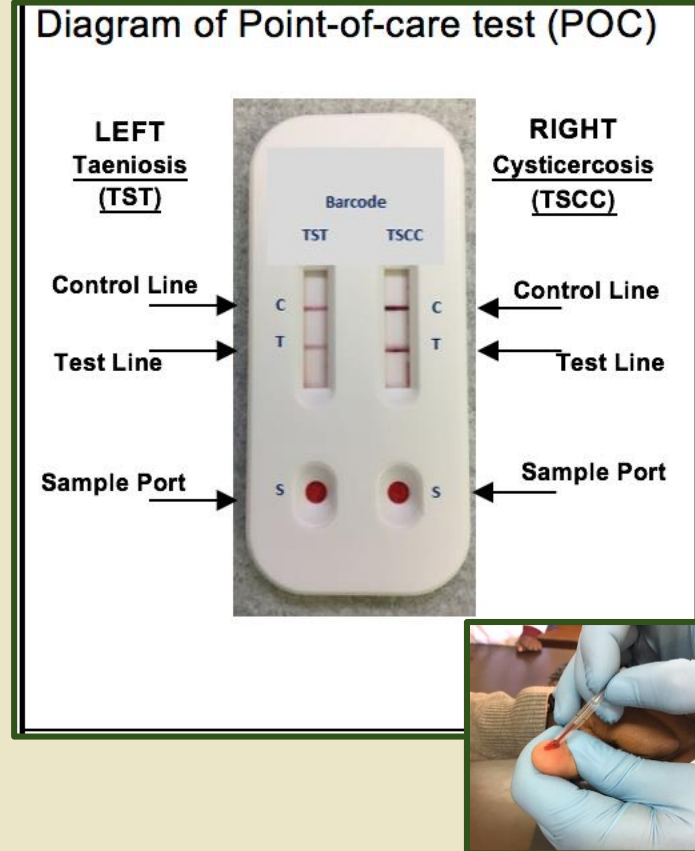 Diagram of Point-of-care test (POC)
LEFT
Taeniosis
(TST)
RIGHT
Cysticercosis
(TSCC)
Barcode
TST TSCC
Control Line
C
C
Control Line
T
T
Test Line
Test Line
Sample Port
S
S
Sample Port